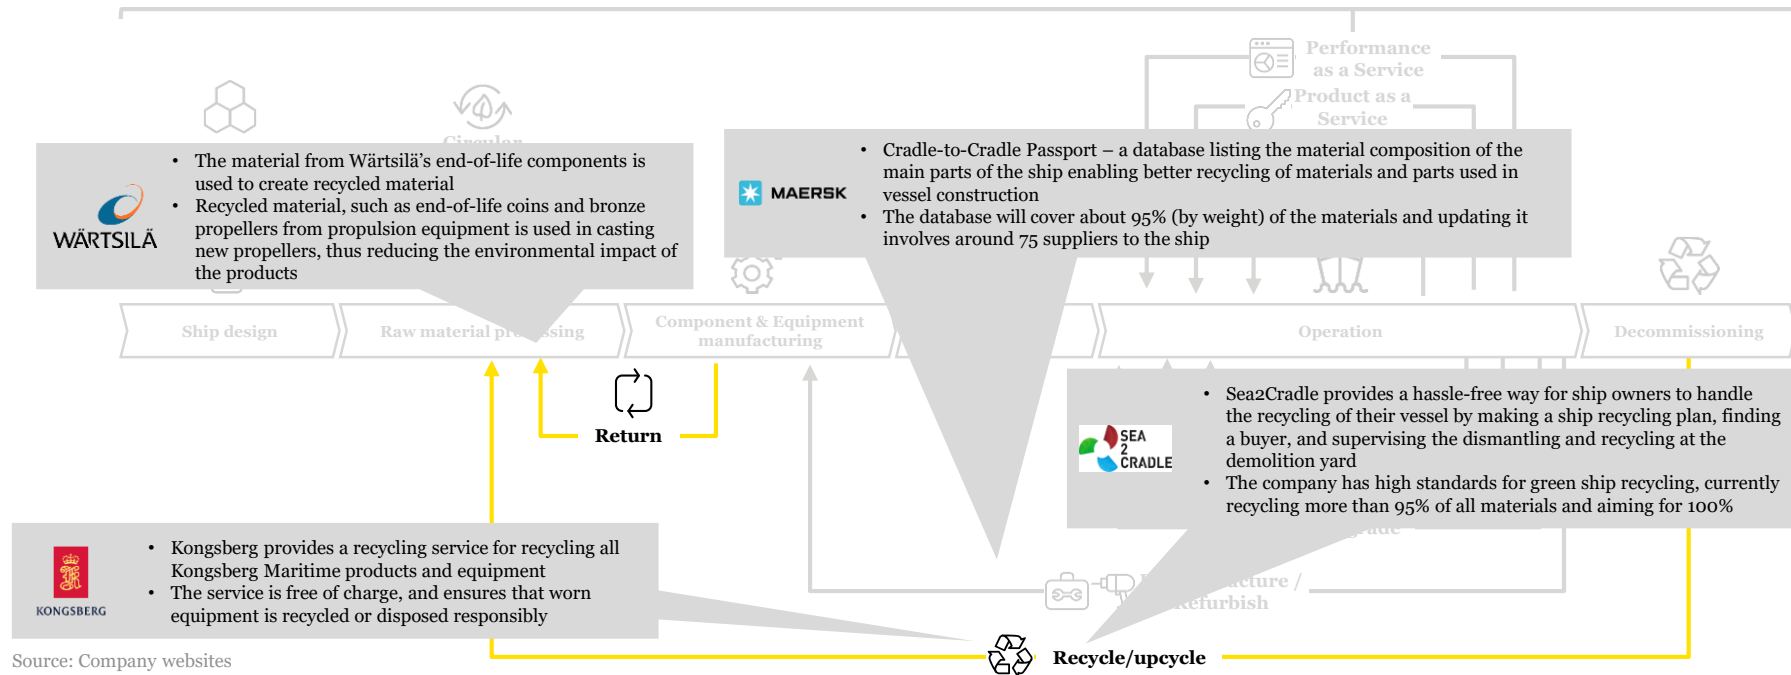 Performance
as a Service
Product as a
Service
Circular
• The material from Wärtsilä’s end-of-life components is
used to create recycled material
• Recycled material, such as end-of-life coins and bronze
propellers from propulsion equipment is used in casting
new propellers, thus reducing the environmental impact of
the products
WÄRTSILÄ
MAERSK
• Cradle-to-Cradle Passport – a database listing the material composition of the
main parts of the ship enabling better recycling of materials and parts used in
vessel construction
• The database will cover about 95% (by weight) of the materials and updating it
involves around 75 suppliers to the ship
Ship design
Raw material
Component & Equipment
manufacturing
Operation
Decommissioning
Return
SEA
2
CRADLE
• Sea2Cradle provides a hassle-free way for ship owners to handle
the recycling of their vessel by making a ship recycling plan, finding
a buyer, and supervising the dismantling and recycling at the
demolition yard
• The company has high standards for green ship recycling, currently
recycling more than 95% of all materials and aiming for 100%
KONGSBERG
• Kongsberg provides a recycling service for recycling all
Kongsberg Maritime products and equipment
• The service is free of charge, and ensures that worn
equipment is recycled or disposed responsibly
/
Refurbish
Recycle/upcycle
Source: Company websites